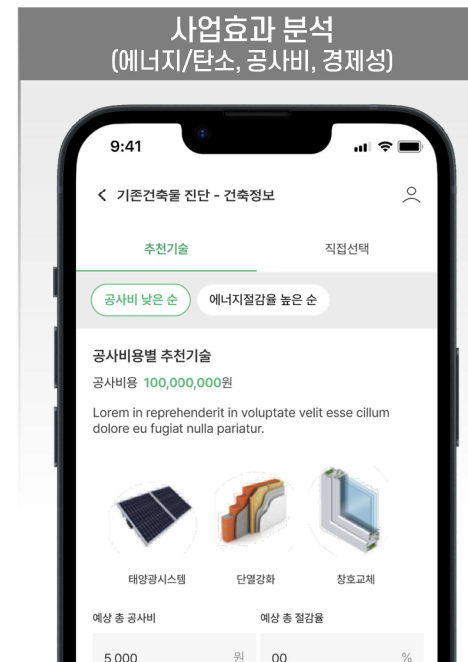 사업효과 분석
(에너지/탄소, 공사비, 경제성)
9:41
기존건축물 진단 - 건축정보
추천기술 직접선택
공사비 낮은 순 에너지절감율 높은 순
공사비용별 추천기술
공사비용 100,000,000원
Lorem in reprehenderit in voluptate velit esse cillum
dolore eu fugiat nulla pariatur.
태양광시스템 단열강화 창호교체
예상 총 공사비 예상 총 절감율
5,000 원 00 %